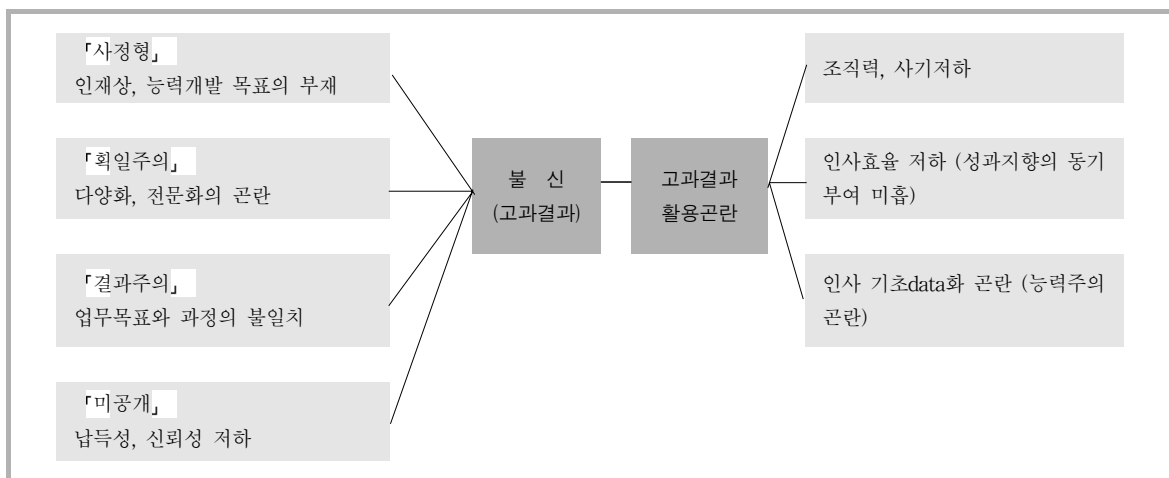 「사정형」
인재상, 능력개발 목표의 부재
「획일주의」
다양화, 전문화의 곤란
「결과주의」
업무목표와 과정의 불일치
「미공개」
납득성, 신뢰성 저하
불 신
(고과결과)
고과결과
활용곤란
조직력, 사기저하
인사효율 저하 (성과지향의 동기
부여 미흡)
인사 기초data화 곤란 (능력주의
곤란)